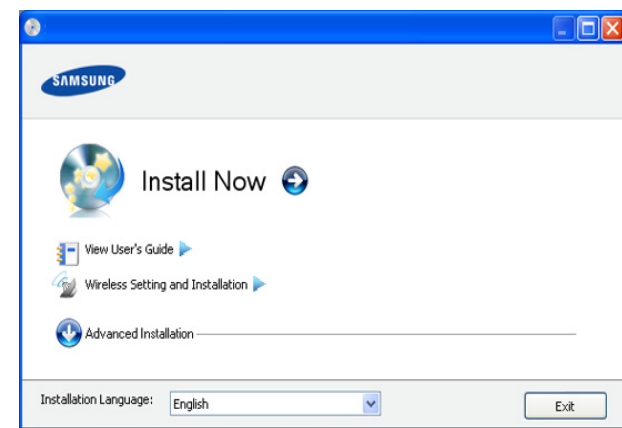 SAMSUNG
Install Now
View User's Guide
Wireless Setting and Installation
Advanced Installation
Installation Language: English Exit